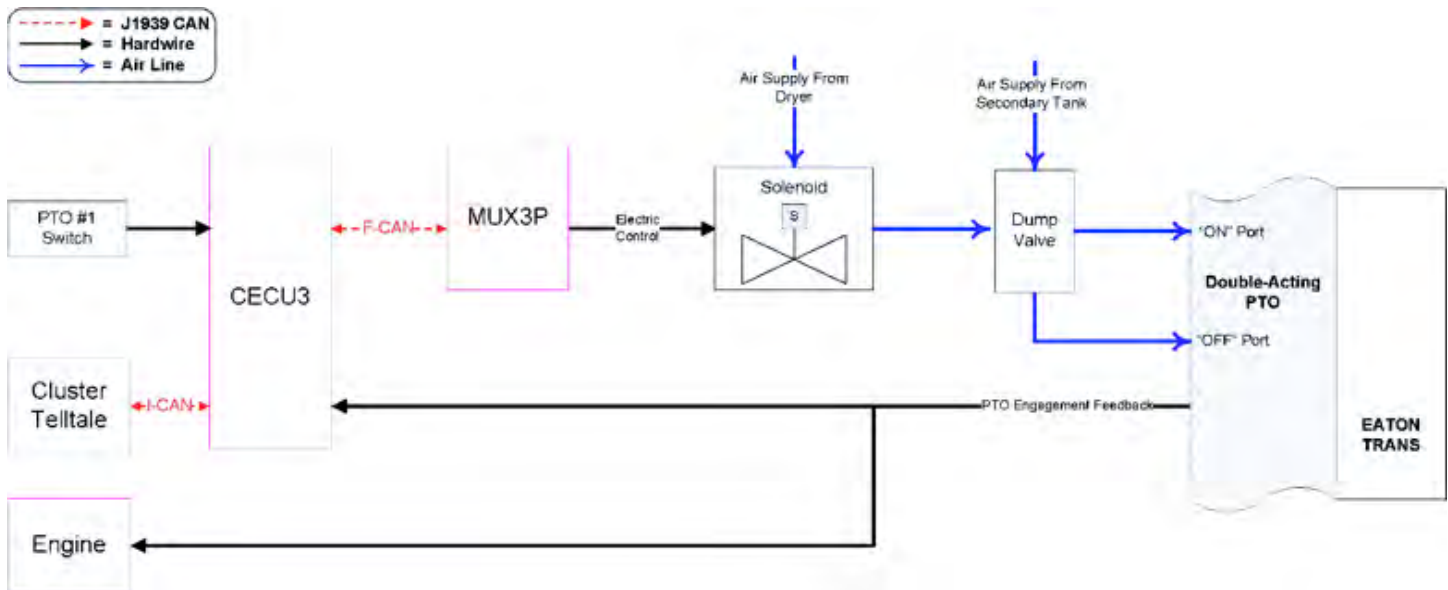 = J1939 CAN
= Hardwire
= Air Line
Air Supply From
Dryer
Air Supply From
Secondary Tank
PTO #1
Switch
CECU3
F-CAN
MUX3P
Electric
Control
Solenoid
S
Dump
Valve
"ON" Port
Double-Acting
PTO
"OFF" Port
Cluster
Telltale
I-CAN
PTO Engagement Feedback
EATON
TRANS
Engine